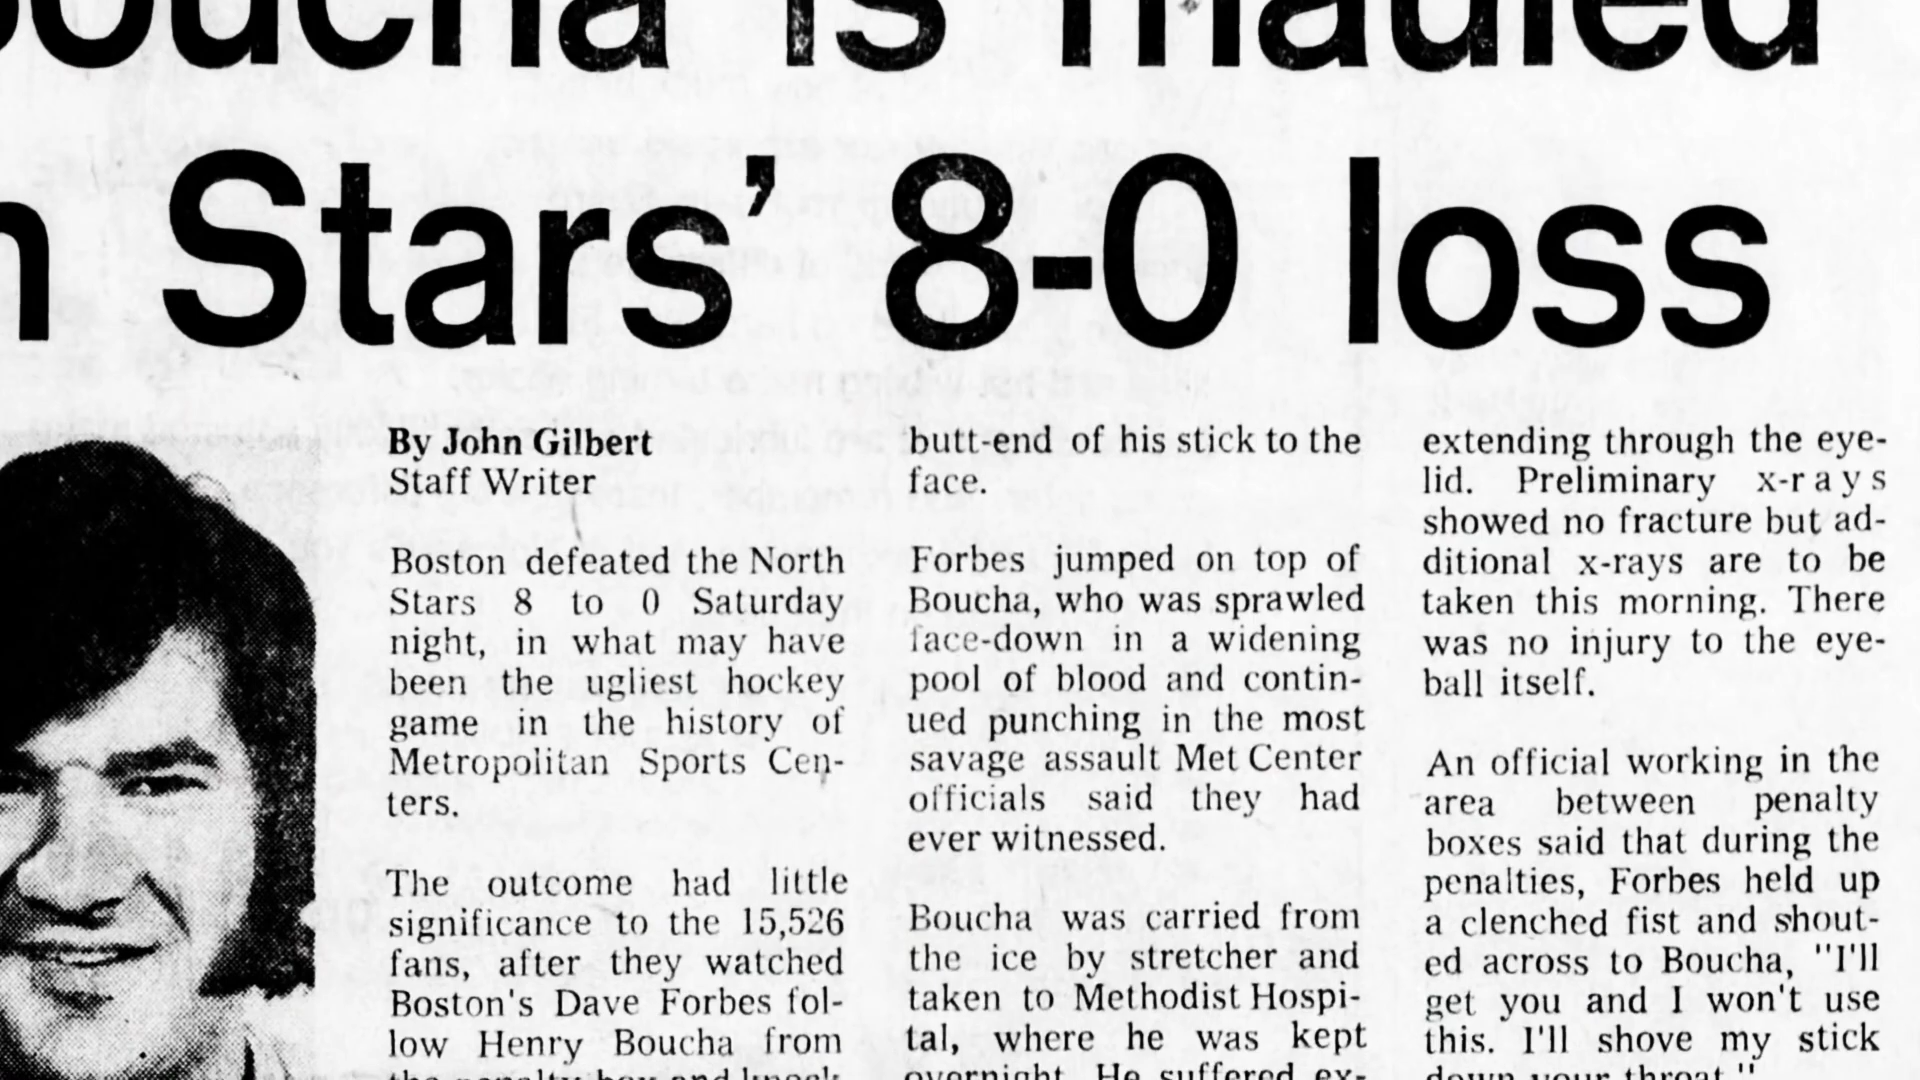 Boucha is mauled
n Stars’ 8-0 loss
By John Gilbert
Staff Writer
Boston defeated the North
Stars 8 to 0 Saturday
night, in what may have
been the ugliest hockey
game in the history of
Metropolitan Sports Cen-
ters.
The outcome had little
significance to the 15,526
fans, after they watched
Boston's Dave Forbes fol-
low Henry Boucha from
the penalty box and knock
butt-end of his stick to the
face.
Forbes jumped on top of
Boucha, who was sprawled
face-down in a widening
pool of blood and contin-
ued punching in the most
savage assault Met Center
officials said they had
ever witnessed.
Boucha was carried from
the ice by stretcher and
taken to Methodist Hospi-
tal, where he was kept
overnight. He suffered ex-
extending through the eye-
lid. Preliminary x-rays
showed no fracture but ad-
ditional x-rays are to be
taken this morning. There
was no injury to the eye-
ball itself.
An official working in the
area between penalty
boxes said that during the
penalties, Forbes held up
a clenched fist and shout-
ed across to Boucha, "I'll
get you and I won't use
this. I'll shove my stick
down your throat."